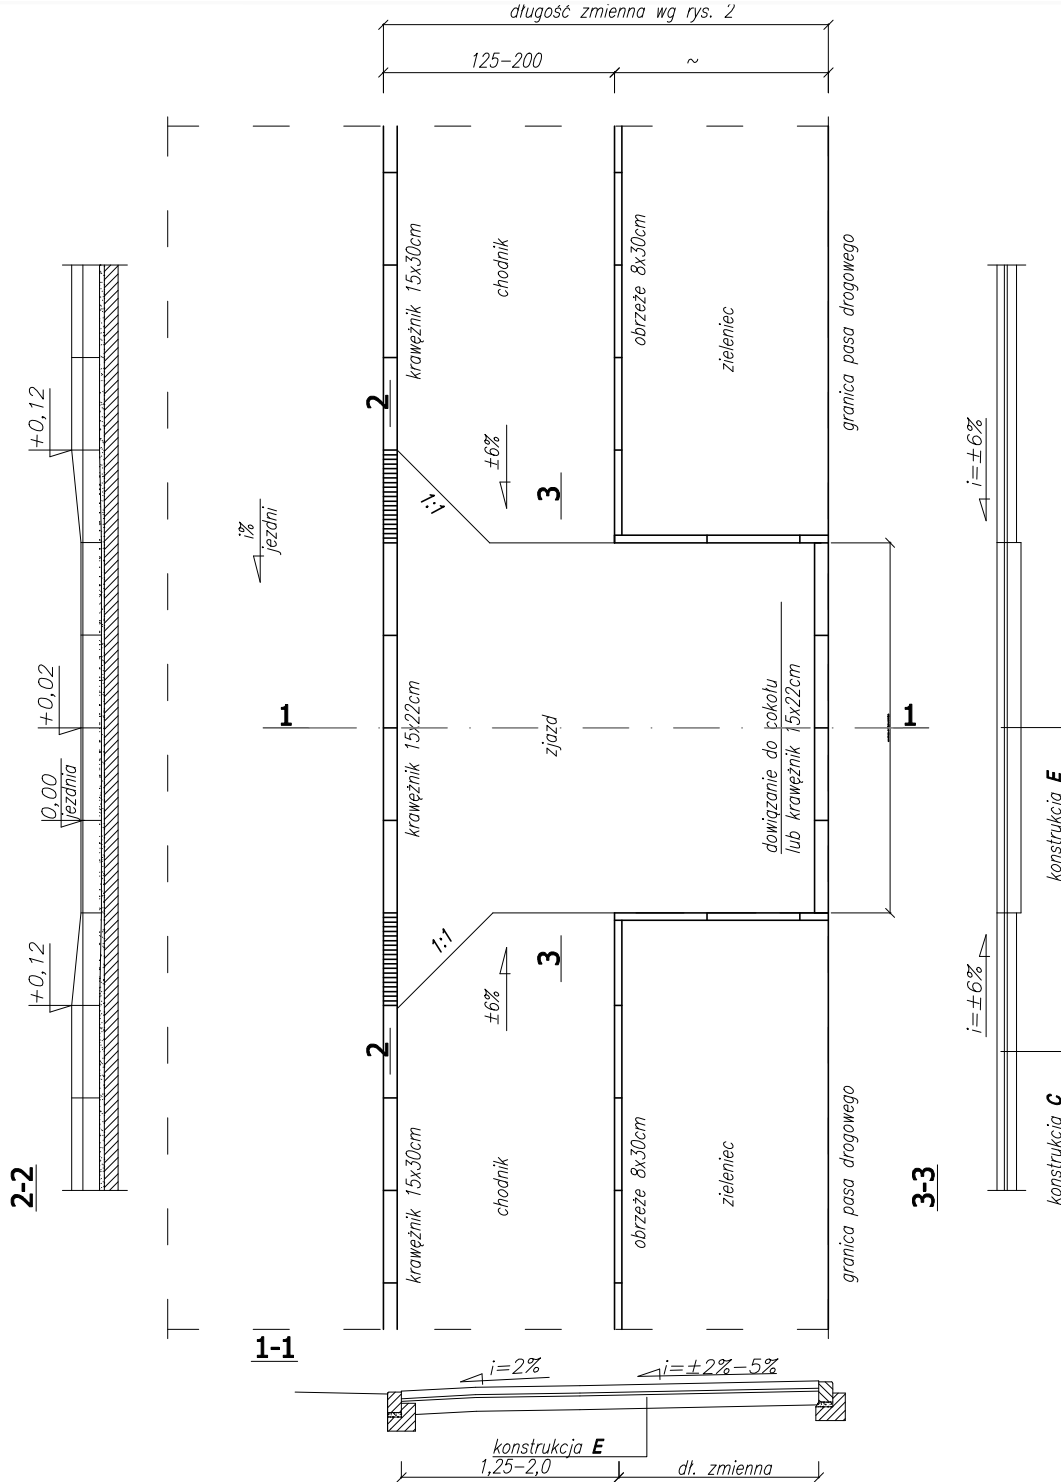 długość zmienna wg rys. 2
125-200
~
krawężnik 15x30cm
chodnik
obrzeże 8x30cm
zieleniec
granica pasa drogowego
+0,12
2
±6%
i=±6%
3
1:1
i%
jezdni
+0,02
1
krawężnik 15x22cm
zjazd
dowiązanie do cokołu
lub krawężnik 15x22cm
1
0,00
jezdnia
konstrukcja E
1:1
3
+0,12
±6%
i=±6%
2
krawężnik 15x30cm
chodnik
obrzeże 8x30cm
zieleniec
granica pasa drogowego
konstrukcja C
2-2
3-3
1-1
i=2%
i=±2%-5%
konstrukcja E
1,25-2,0
dł. zmienna